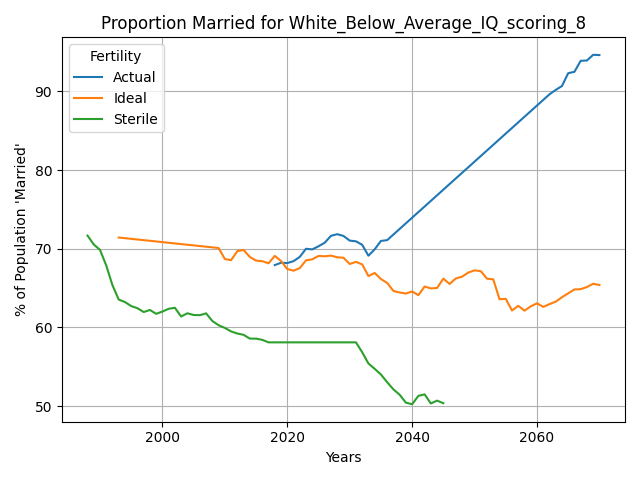 Proportion Married for White_Below_Average_IQ_scoring_8
Fertility
Actual
Ideal
Sterile
% of Population 'Married'
90
80
70
60
50
2000 2020 2040 2060
Years